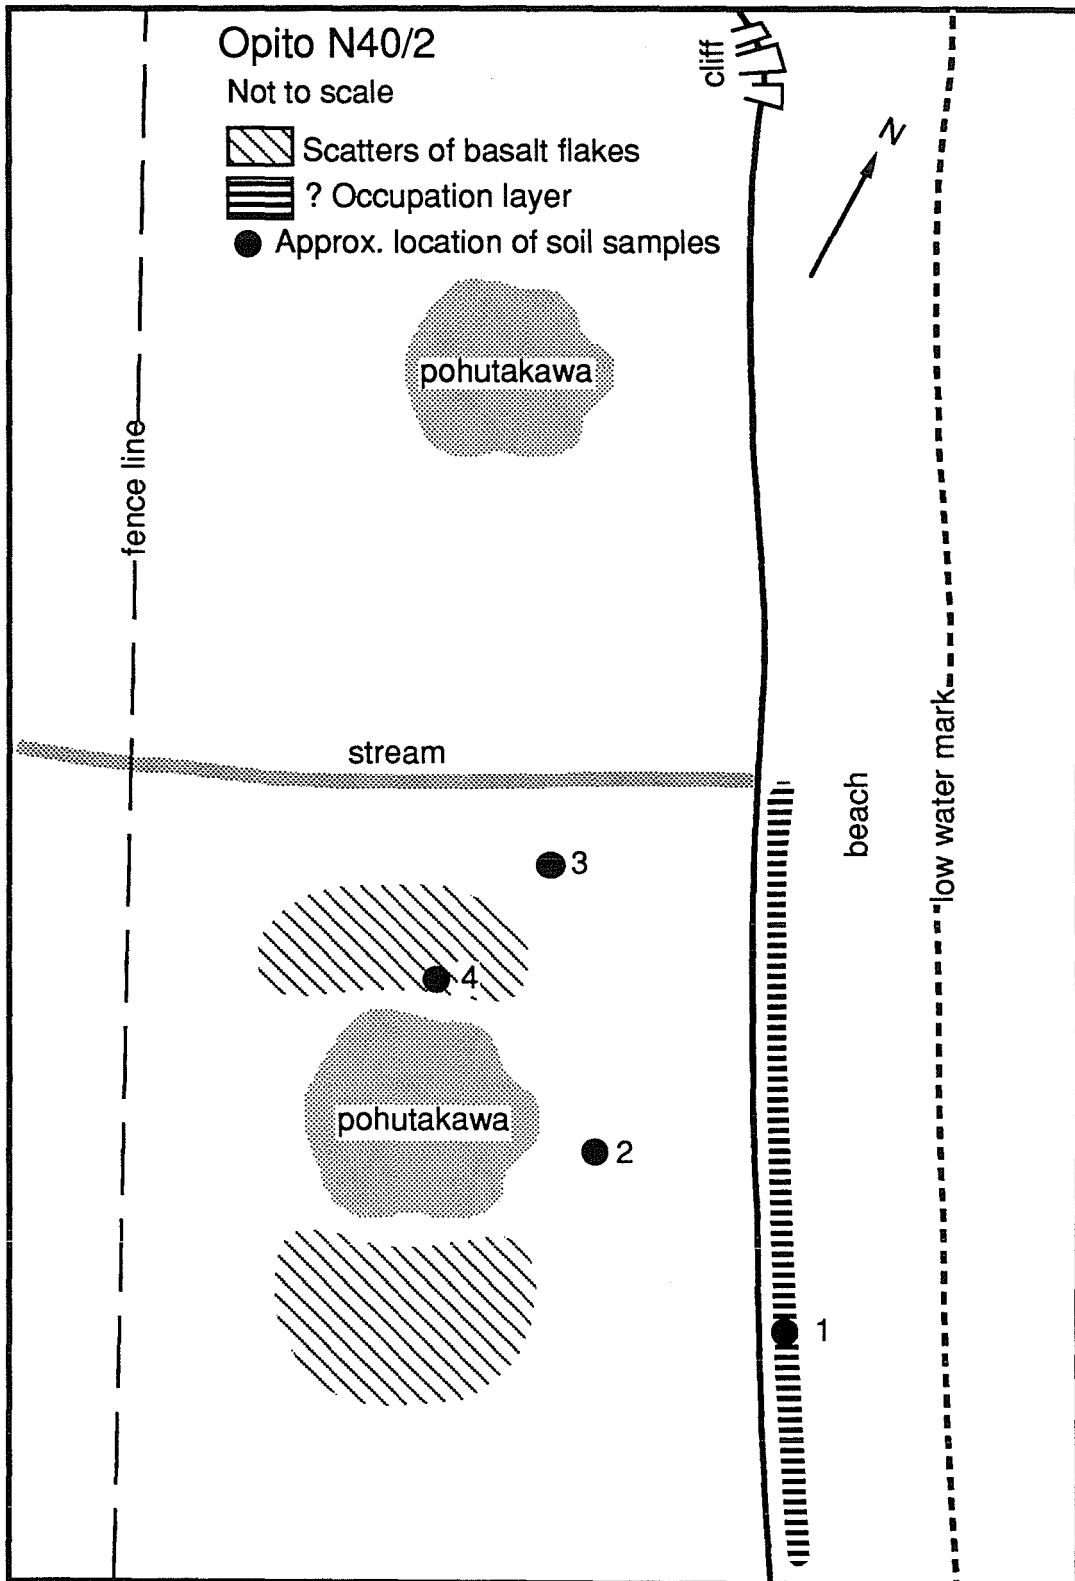 Opito N40/2
Not to scale
Scatters of basalt flakes
? Occupation layer
Approx. location of soil samples
cliff
N
pohutakawa
fence line
low water mark
stream
beach
3
4
pohutakawa
2
1